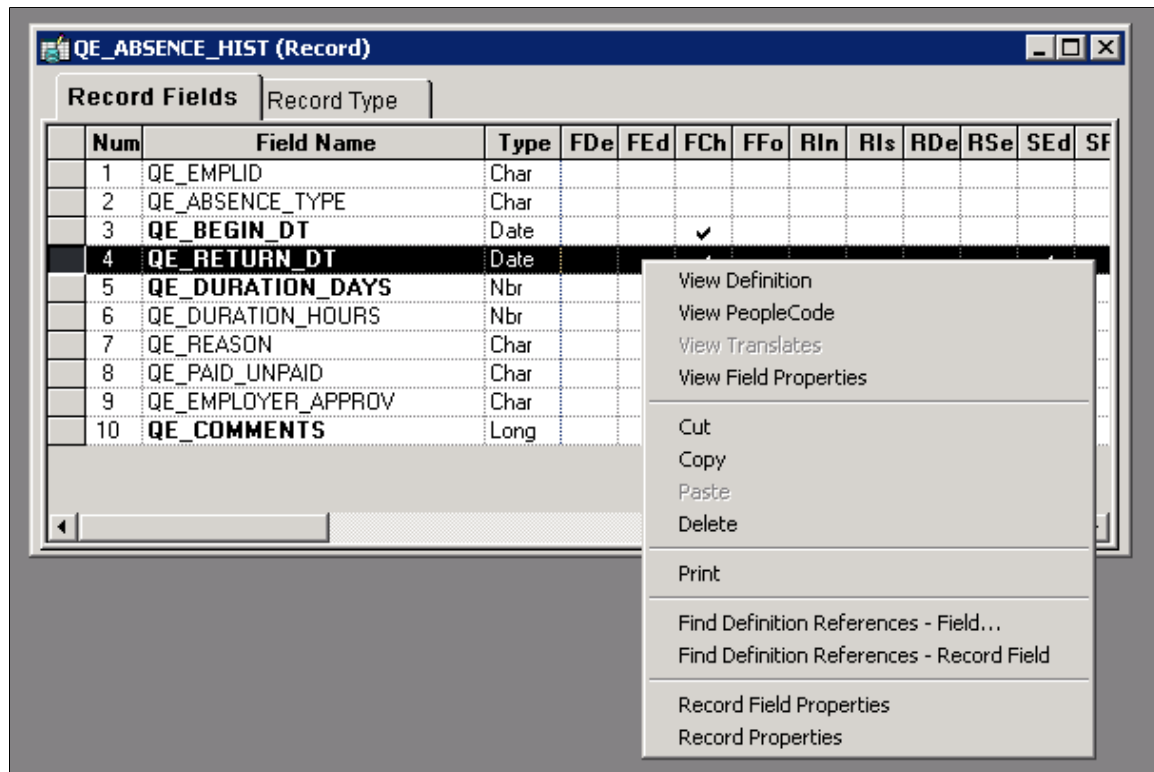 QE_ABSENCE_HIST (Record)
Record Fields Record Type
Num Field Name Type FDe FEd FCh FFo RIn RIs RDe RSe SEd
1 QE_EMPLID Char
2 QE_ABSENCE_TYPE Char
3 QE_BEGIN_DT Date
4 QE_RETURN_DT Date
5 QE_DURATION_DAYS Nbr
6 QE_DURATION_HOURS Nbr
7 QE_REASON Char
8 QE_PAID_UNPAID Char
9 QE_EMPLOYER_APPROV Char
10 QE_COMMENTS Long
View Definition
View PeopleCode
View Translates
View Field Properties
Cut
Copy
Paste
Delete
Print
Find Definition References - Field...
Find Definition References - Record Field
Record Field Properties
Record Properties